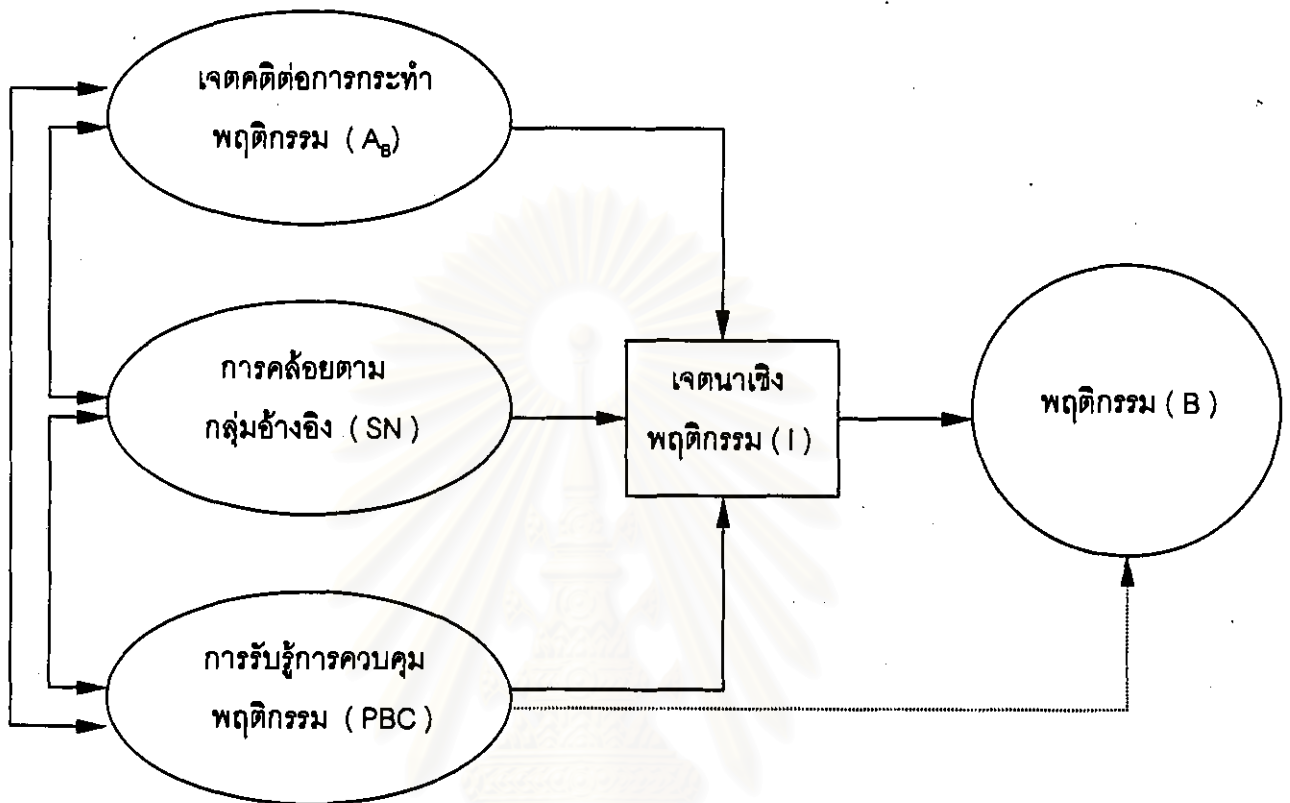 เจตคติต่อการกระทำ
พฤติกรรม (A_B)
การคล้อยตาม
กลุ่มอ้างอิง (SN)
เจตนาเชิง
พฤติกรรม (I)
พฤติกรรม (B)
การรับรู้การควบคุม
พฤติกรรม (PBC)